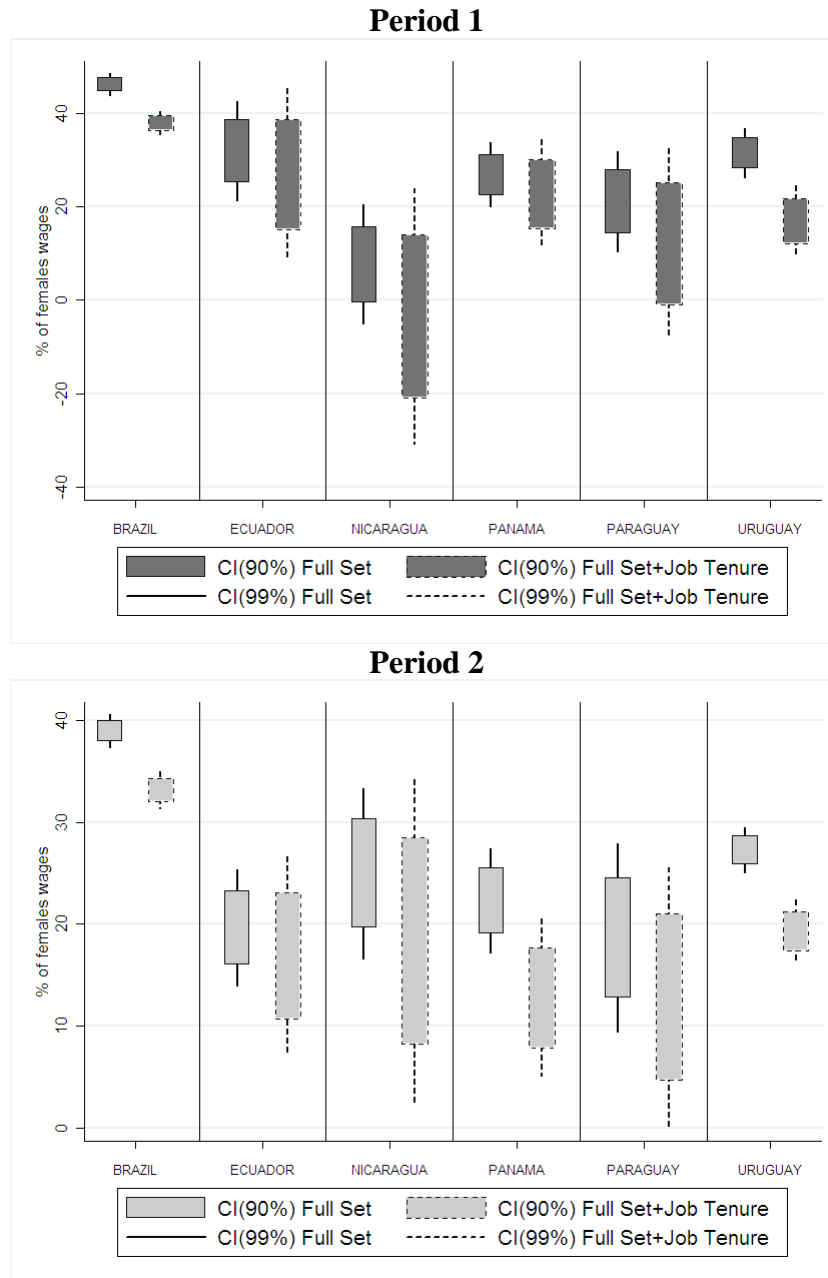 Period 1
% of females wages
40
20
0
-20
-40
BRAZIL ECUADOR NICARAGUA PANAMA PARAGUAY URUGUAY
CI(90%) Full Set CI(90%) Full Set+Job Tenure
CI(99%) Full Set CI(99%) Full Set+Job Tenure
Period 2
% of females wages
40
30
20
10
0
BRAZIL ECUADOR NICARAGUA PANAMA PARAGUAY URUGUAY
CI(90%) Full Set CI(90%) Full Set+Job Tenure
CI(99%) Full Set CI(99%) Full Set+Job Tenure